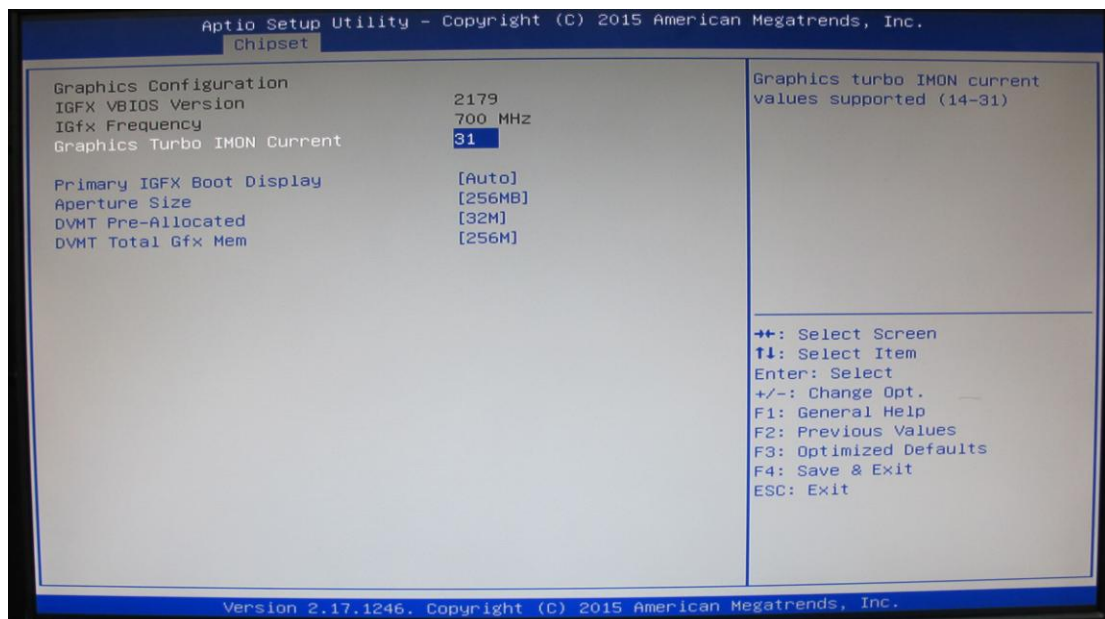 Aptio Setup Utility – Copyright (C) 2015 American Megatrends, Inc.
Chipset
Graphics Configuration
IGFX VBIOS Version 2179
IGfx Frequency 700 MHz
Graphics Turbo IMON Current 31
Primary IGFX Boot Display [Auto]
Aperture Size [256MB]
DVMT Pre-Allocated [32M]
DVMT Total Gfx Mem [256M]
Graphics turbo IMON current
values supported (14-31)
→←: Select Screen
↑↓: Select Item
Enter: Select
+/-: Change Opt.
F1: General Help
F2: Previous Values
F3: Optimized Defaults
F4: Save & Exit
ESC: Exit
Version 2.17.1246. Copyright (C) 2015 American Megatrends, Inc.